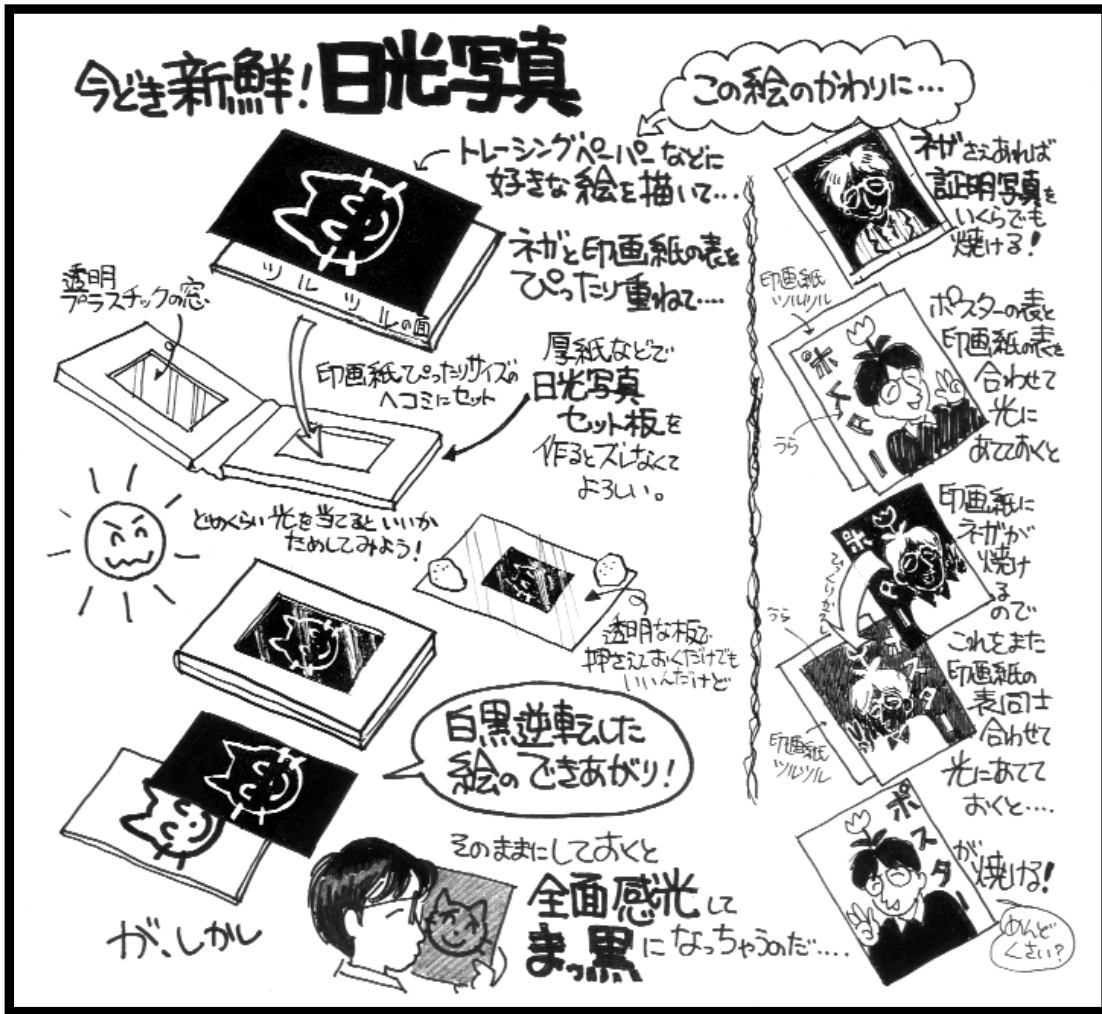 今どき新鮮！日光写真
トレーシングペーパーなどに
好きな絵を描いて…
ネガと印画紙の表を
ぴったり重ねて‥‥
ツルツルの面
透明
プラスチックの窓
印画紙ぴったりサイズの
ヘコミにセット
厚紙などで
日光写真
セット板を
作るとズレなくて
よろしい。
どのくらい光を当てるといいか
ためしてみよう！
透明な板で
押さえておくだけでも
いいんだけど
白黒逆転した
絵のできあがり！
が、しかし
そのままにしておくと
全面感光して
まっ黒になっちゃうのだ‥‥
この絵のかわりに…
ネガさえあれば
証明写真を
いくらでも
焼ける！
印画紙
ツルツル
うら
ポスターの表と
印画紙の表を
合わせて
光に
あてておくと
ポスター
印画紙に
ネガが
焼け
るので
ひっくりかえし
うら
印画紙
ツルツル
これをまた
印画紙の
表同士
合わせて
光にあてて
おくと‥‥
ポスター
が
焼ける！
めんど
くさい？